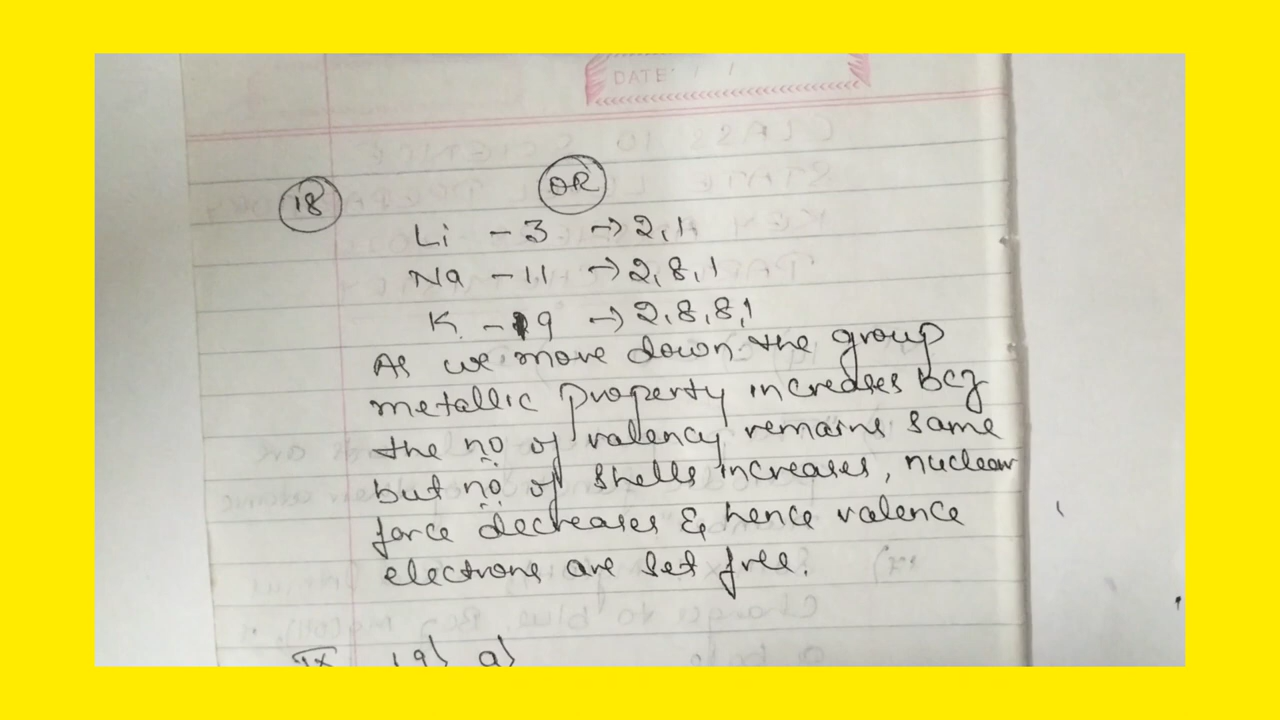 DATE: / /
18
OR
Li - 3 → 2,1
Na - 11 → 2,8,1
K - 19 → 2,8,8,1
As we move down the group
metallic property increases bcz
the no of valency remains same
but no of shells increases, nuclear
force decreases & hence valence
electrons are set free.
IX 19) a)